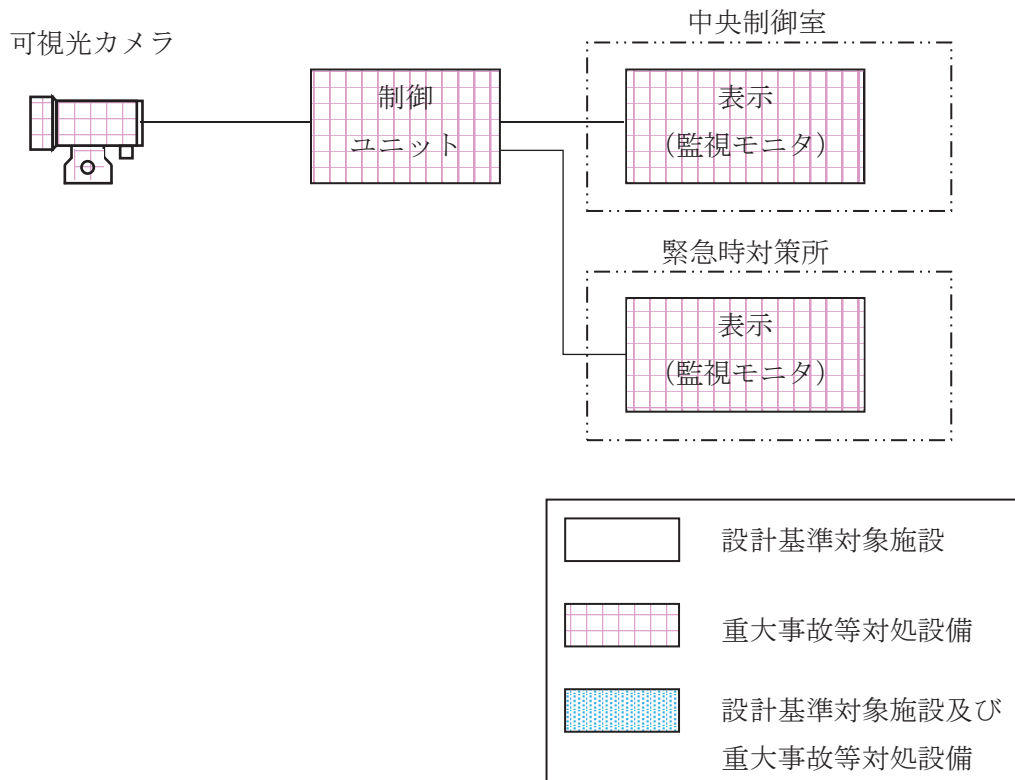 中央制御室
可視光カメラ
制御
ユニット
表示
（監視モニタ）
緊急時対策所
表示
（監視モニタ）
設計基準対象施設
重大事故等対処設備
設計基準対象施設及び
重大事故等対処設備